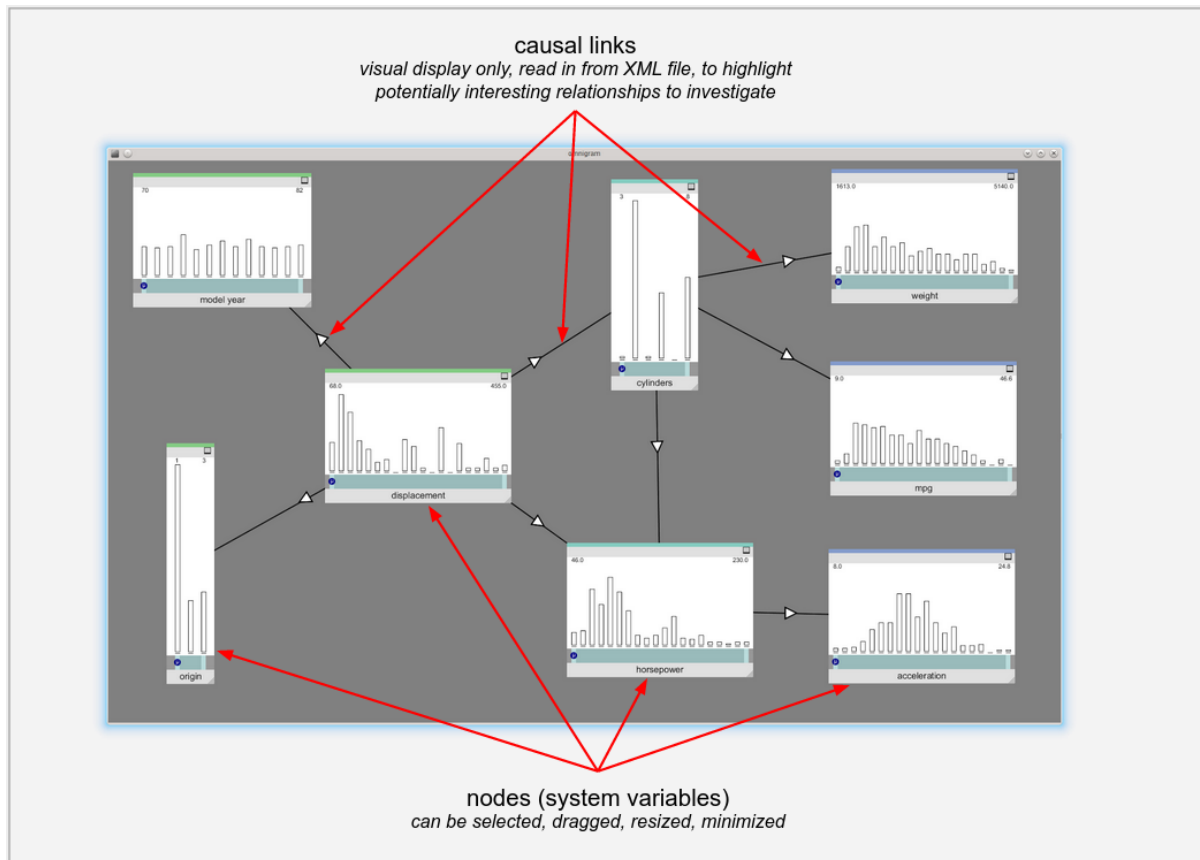 causal links
visual display only, read in from XML file, to highlight
potentially interesting relationships to investigate
omnigram
70 82
model year
3 8
cylinders
1613.0 5140.0
weight
68.0 455.0
displacement
9.0 46.6
mpg
1 3
origin
46.0 230.0
horsepower
8.0 24.8
acceleration
nodes (system variables)
can be selected, dragged, resized, minimized